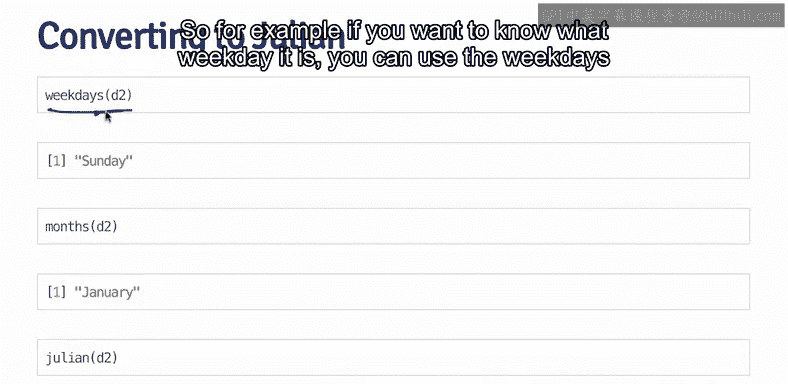 Converting to Julian
So for example if you want to know what
weekday it is, you can use the weekdays
weekdays(d2)
[1] "Sunday"
months(d2)
[1] "January"
julian(d2)